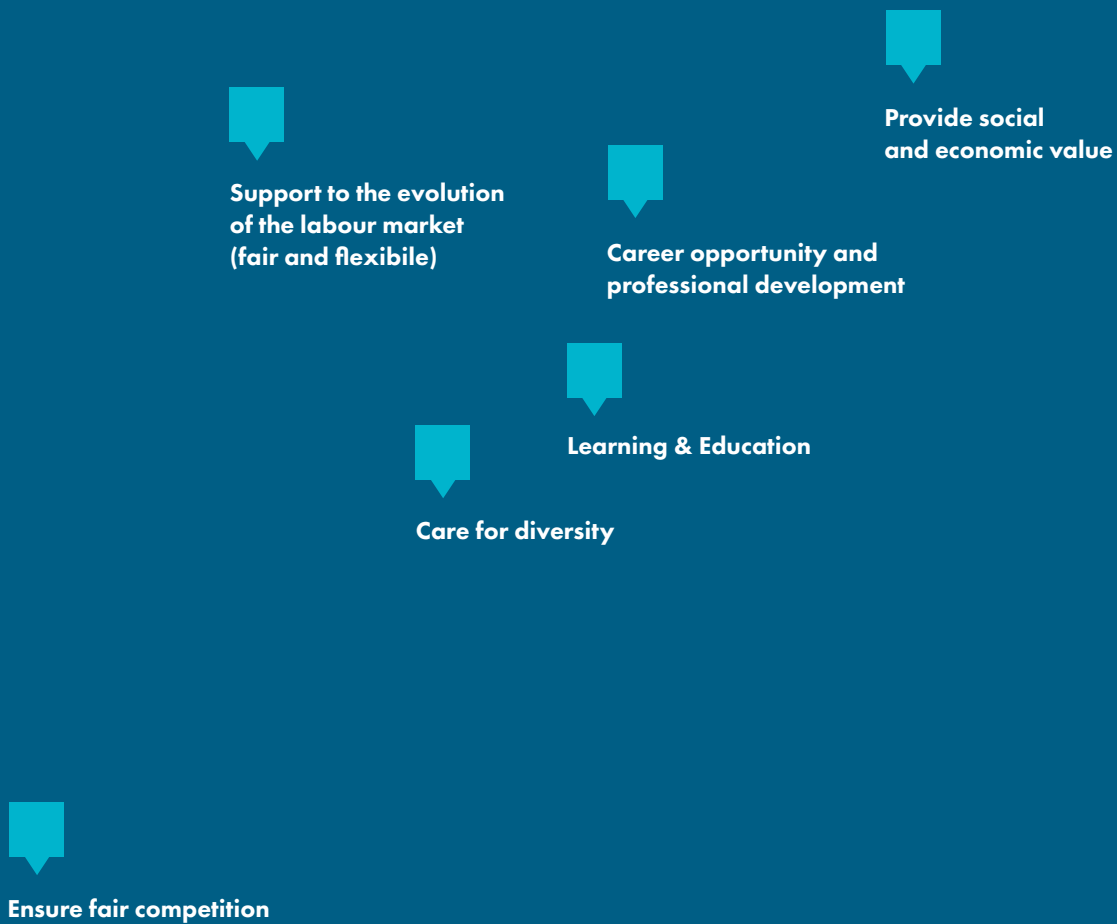 Provide social
and economic value
Support to the evolution
of the labour market
(fair and flexibile)
Career opportunity and
professional development
Learning & Education
Care for diversity
Ensure fair competition